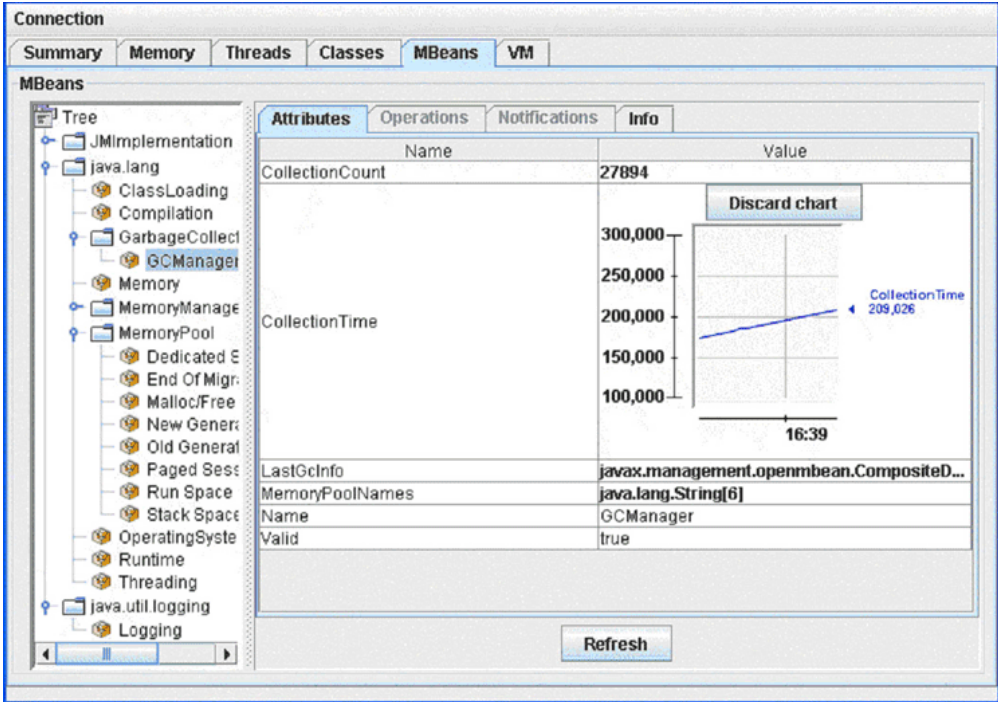 Connection
Summary Memory Threads Classes MBeans VM
MBeans
Tree
JMImplementation
java.lang
ClassLoading
Compilation
GarbageCollect
GCManager
Memory
MemoryManage
MemoryPool
Dedicated S
End Of Migra
Malloc/Free
New Genera
Old Generat
Paged Sess
Run Space
Stack Space
OperatingSyste
Runtime
Threading
java.util.logging
Logging
Attributes Operations Notifications Info
Name Value
CollectionCount 27894
CollectionTime
Discard chart
300,000
250,000
200,000
150,000
100,000
CollectionTime
209,026
16:39
LastGcInfo javax.management.openmbean.CompositeD...
MemoryPoolNames java.lang.String[6]
Name GCManager
Valid true
Refresh